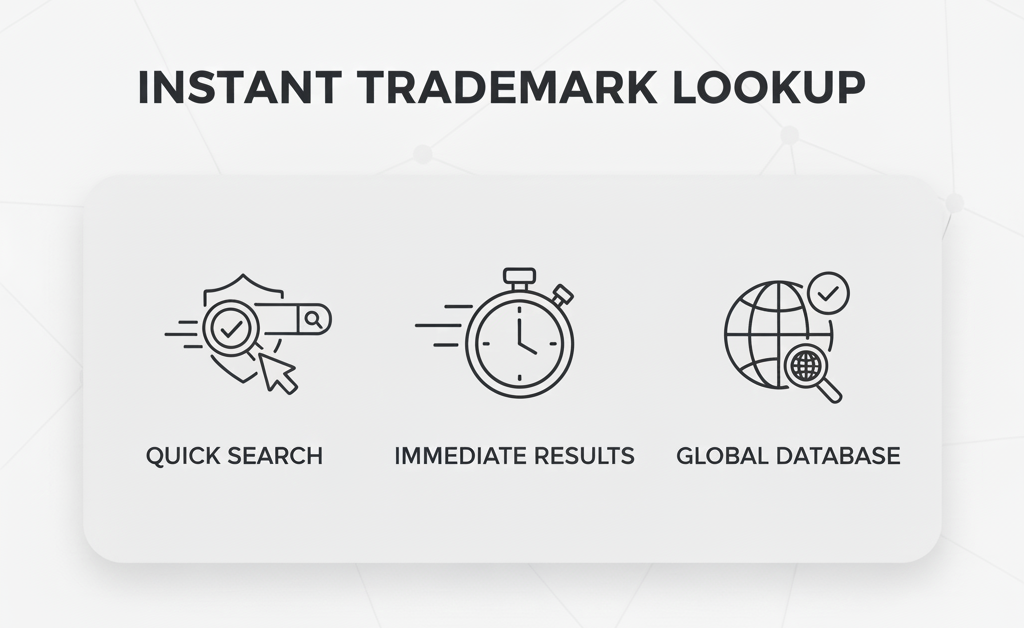 INSTANT TRADEMARK LOOKUP
QUICK SEARCH
IMMEDIATE RESULTS
GLOBAL DATABASE